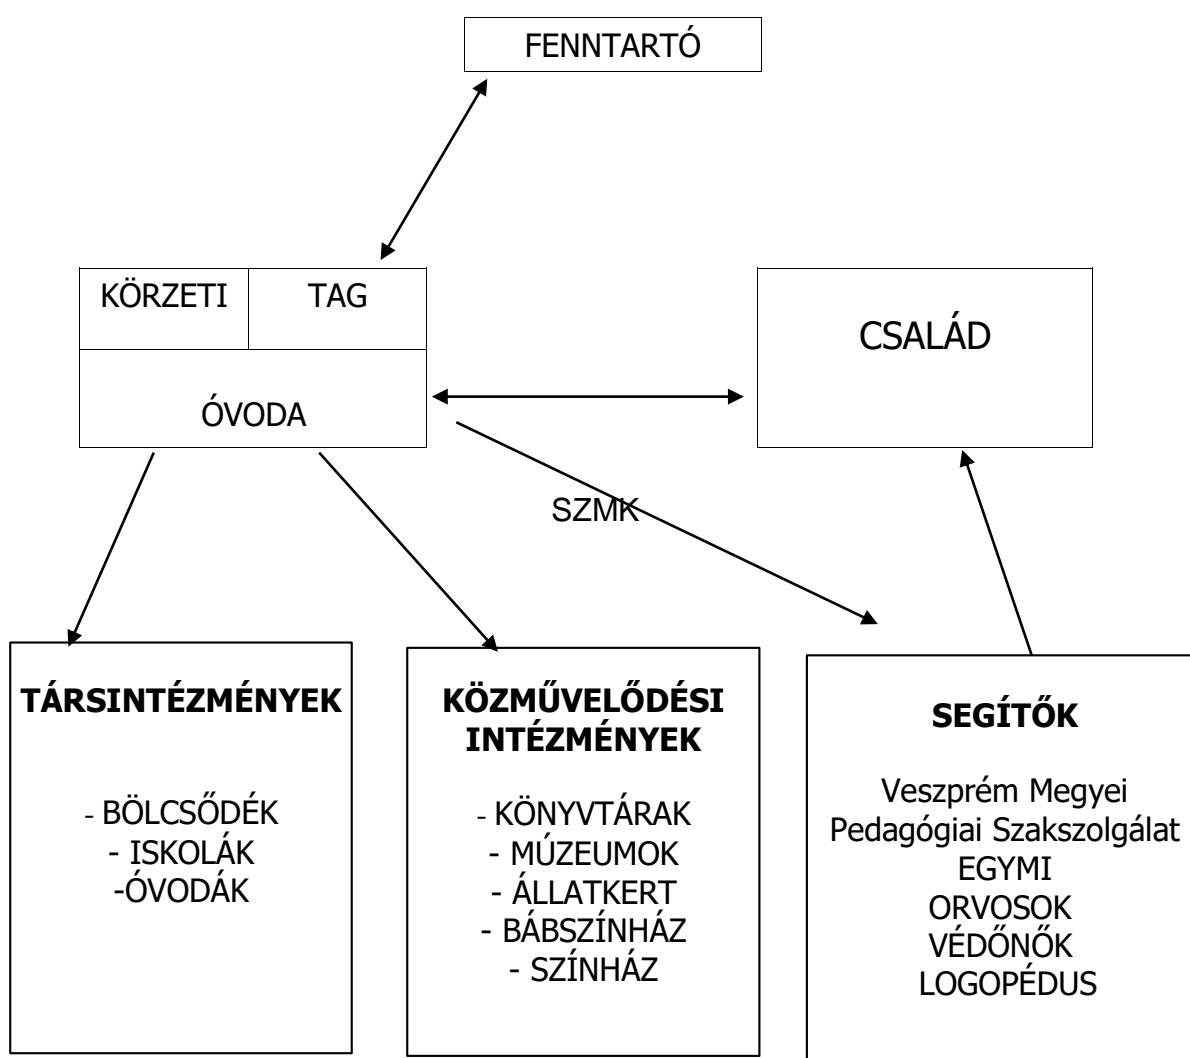 FENNTARTÓ
KÖRZETI
TAG
ÓVODA
CSALÁD
SZMK
TÁRSINTÉZMÉNYEK
- BÖLCSŐDÉK
- ISKOLÁK
-ÓVODÁK
KÖZMŰVELŐDÉSI
INTÉZMÉNYEK
- KÖNYVTÁRAK
- MÚZEUMOK
- ÁLLATKERT
- BÁBSZÍNHÁZ
- SZÍNHÁZ
SEGÍTŐK
Veszprém Megyei
Pedagógiai Szakszolgálat
EGYMI
ORVOSOK
VÉDŐNŐK
LOGOPÉDUS